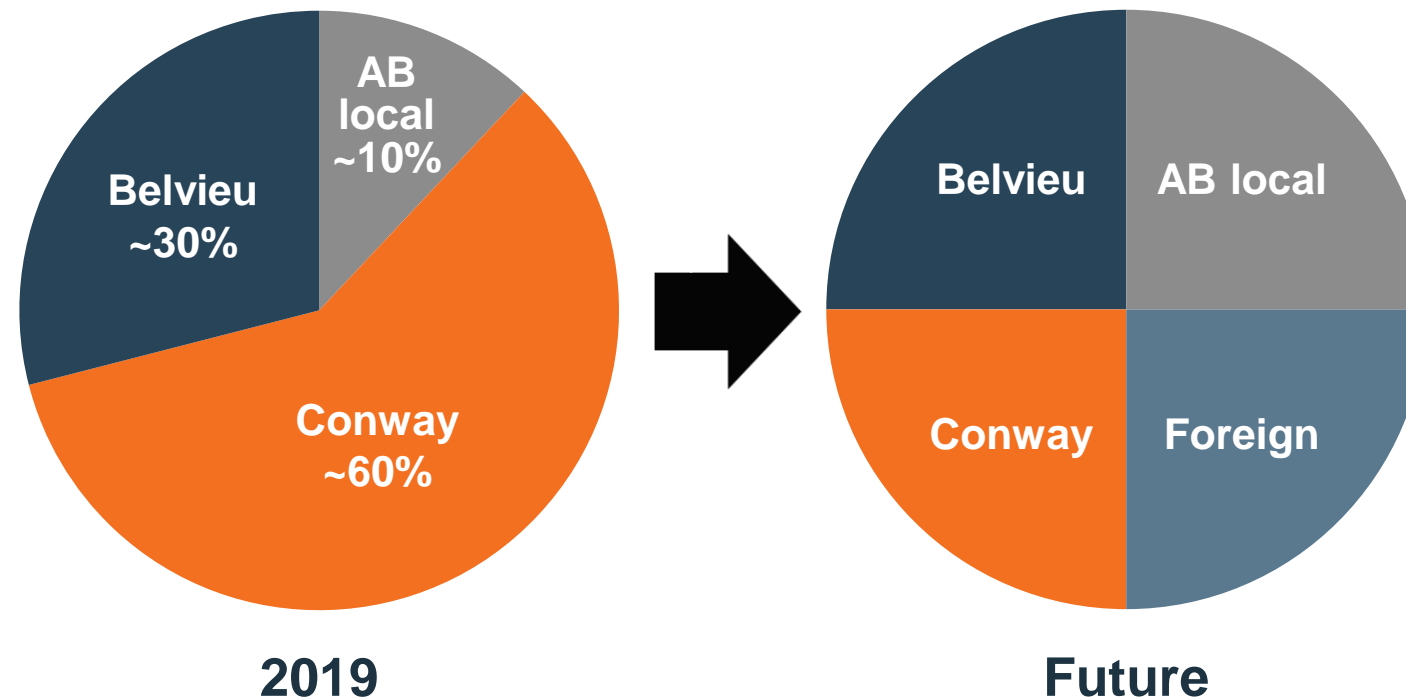 AB
local
~10%
Belvieu
~30%
Conway
~60%
2019
Belvieu
AB local
Conway
Foreign
Future